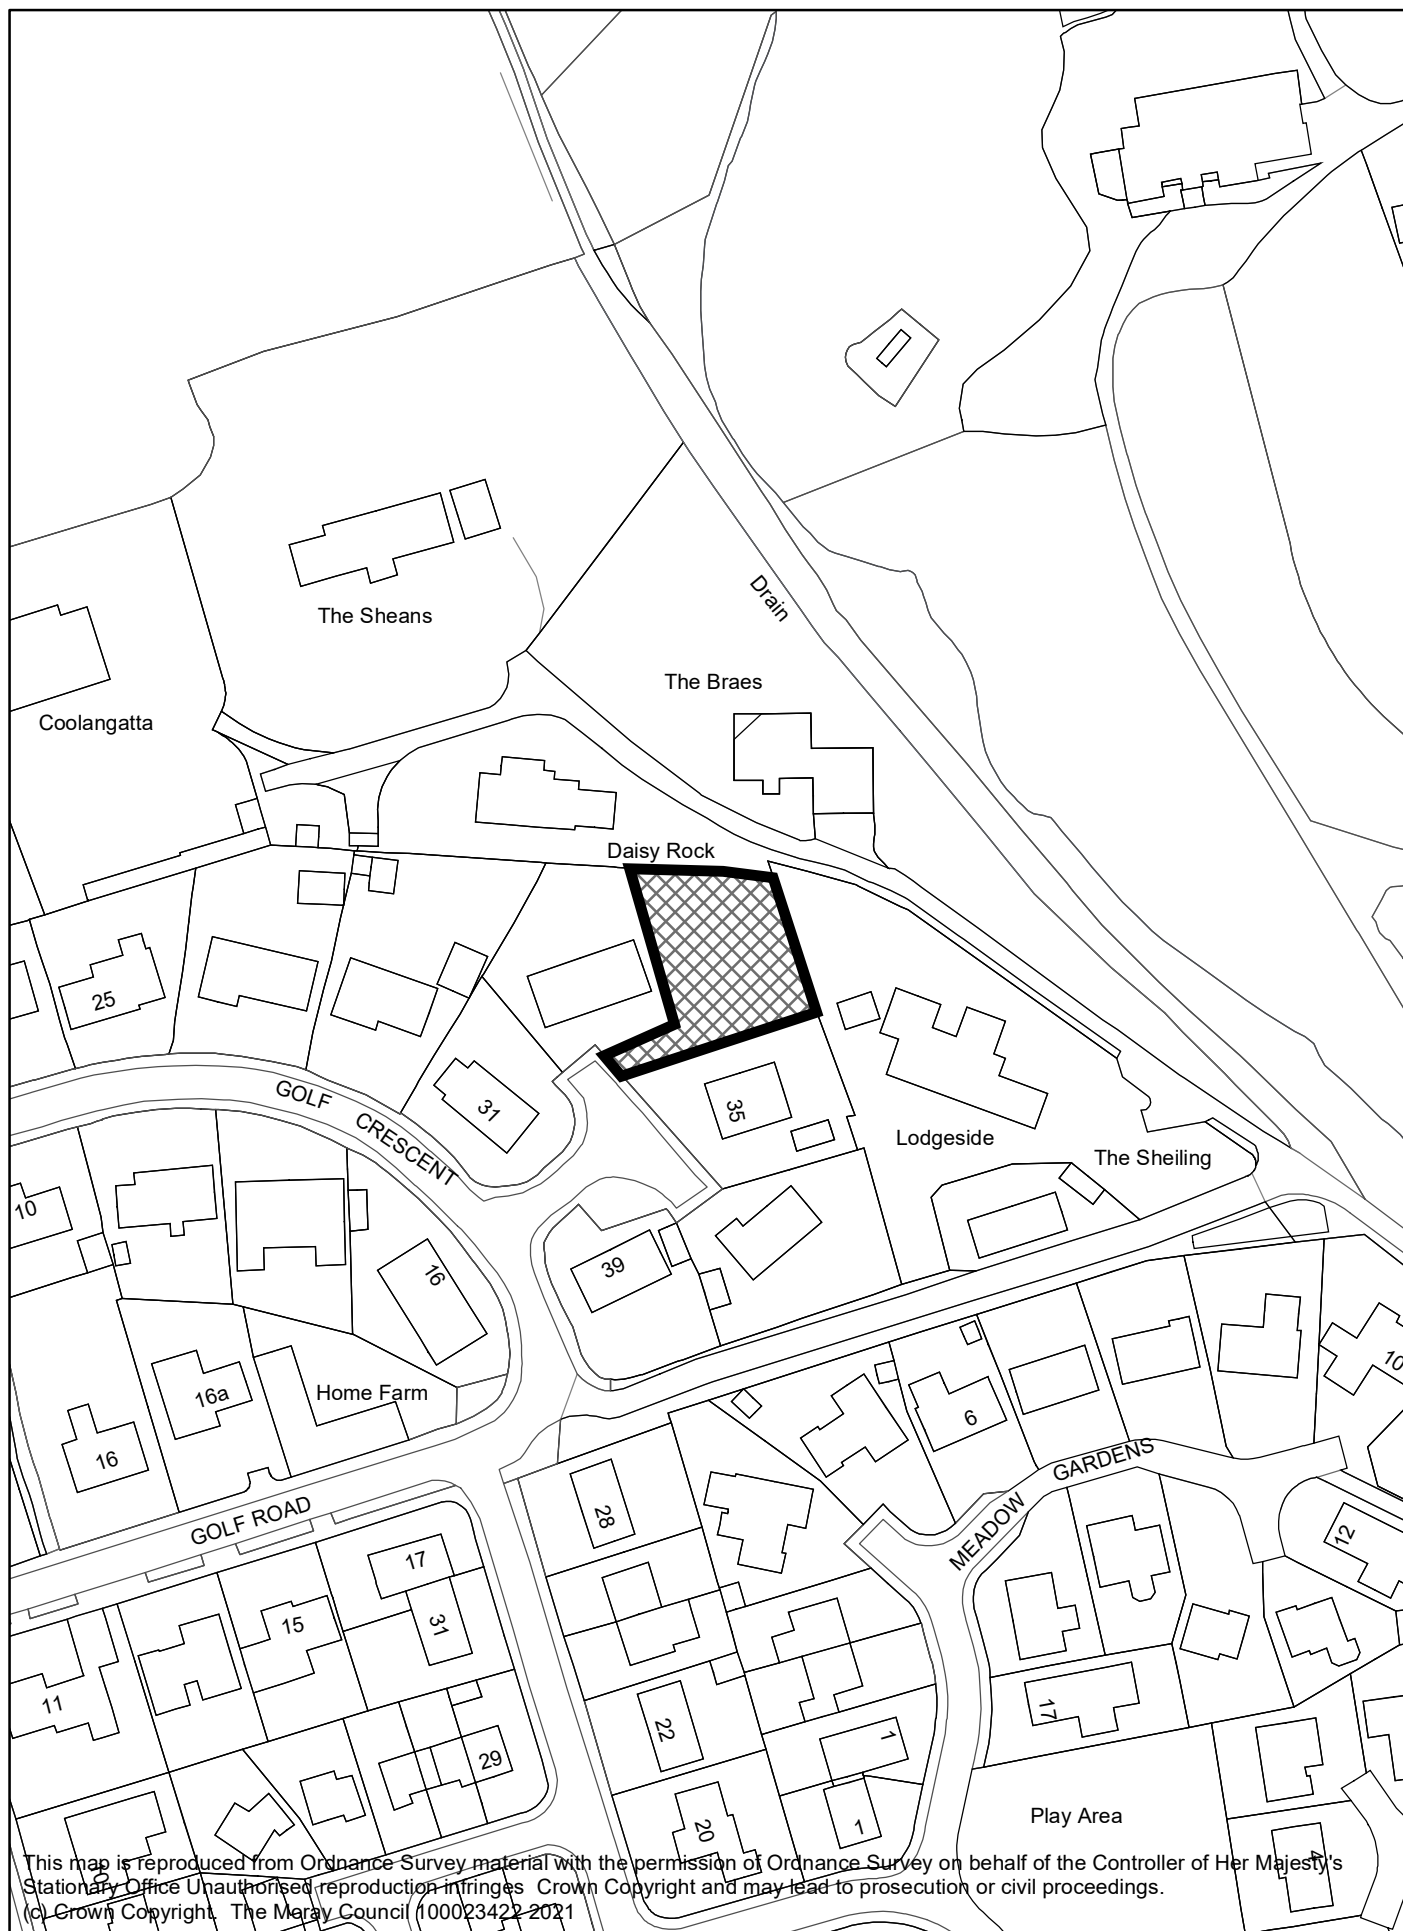 Drain
The Sheans
The Braes
Coolangatta
Daisy Rock
25
GOLF CRESCENT
31
35
Lodgeside
The Sheiling
10
16
39
16a
Home Farm
10
16
6
GARDENS
MEADOW
GOLF ROAD
28
12
17
15
31
11
17
22
1
29
Play Area
20
1
4
10
This map is reproduced from Ordnance Survey material with the permission of Ordnance Survey on behalf of the Controller of Her Majesty's
Stationary Office Unauthorised reproduction infringes Crown Copyright and may lead to prosecution or civil proceedings.
(c) Crown Copyright. The Moray Council 100023422 2021